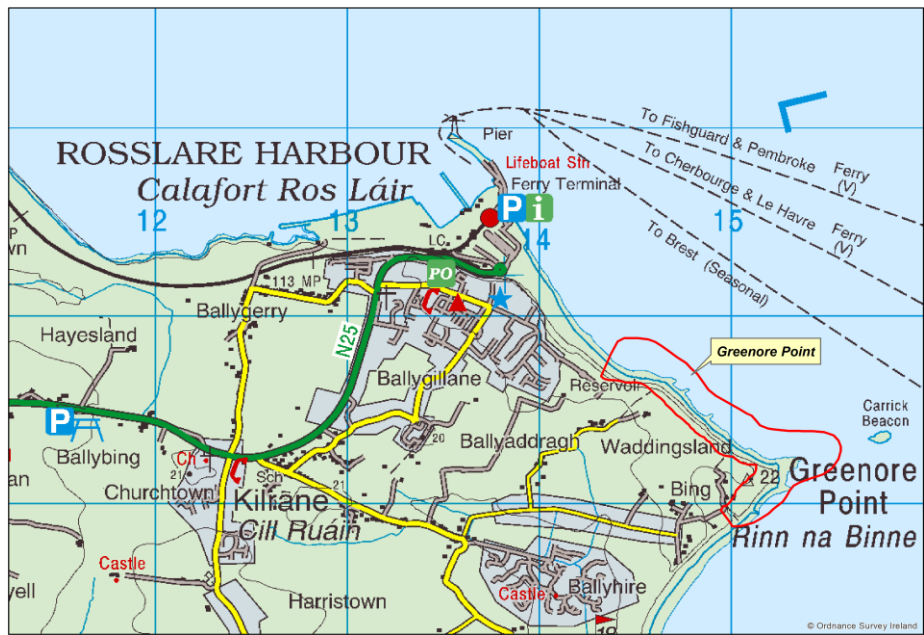 Pier
To Fishguard & Pembroke
Ferry
(V)
ROSSLARE HARBOUR
Calafort Ros Láir
Lifeboat Stn
Ferry Terminal
To Cherbourge & Le Havre
Ferry
(V)
12
13
P i
14
15
To Brest (Seasonal)
P
wn
LC
PO
113 MP
Ballygerry
Hayesland
N25
Greenore Point
Ballygillane
Reservoir
Carrick
Beacon
P
20
Ballyaddragh
Waddingsland
Ballybing
Ch
21
Sch
21
an
Churchtown
Bing
22
Greenore
Point
Kilrane
Cill Ruáin
Rinn na Binne
Castle
yell
Harristown
Castle
Ballyhire
© Ordnance Survey Ireland